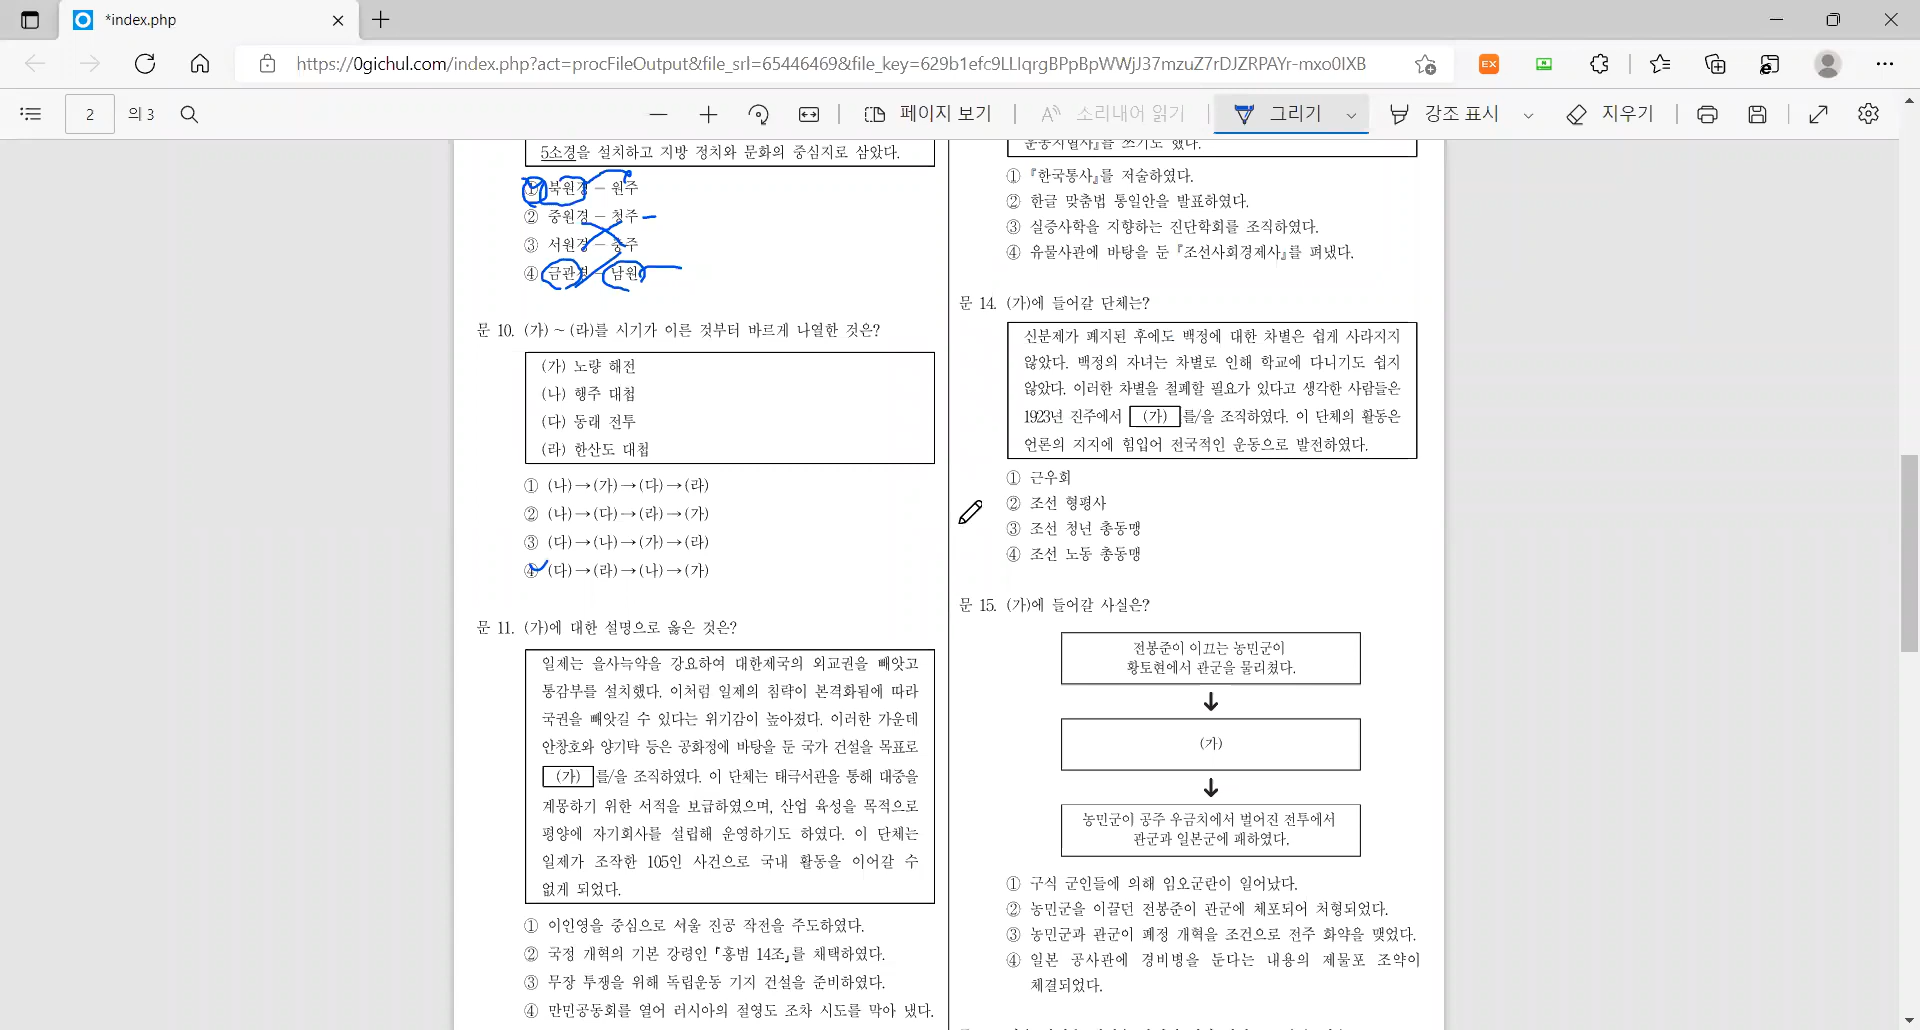 *index.php
https://0gichul.com/index.php?act=procFileOutput&file_srl=65446469&file_key=629b1efc9LLIqrgBPpBpWWjJ37mzuZ7rDJZRPAYr-mxo0IXB
EX
2 의 3
페이지 보기
소리내어 읽기
그리기
강조 표시
지우기
5소경을 설치하고 지방 정치와 문화의 중심지로 삼았다.
① 북원경 – 원주
② 중원경 – 청주
③ 서원경 – 충주
④ 금관경 – 남원
문 10. (가) ~ (라)를 시기가 이른 것부터 바르게 나열한 것은?
(가) 노량 해전
(나) 행주 대첩
(다) 동래 전투
(라) 한산도 대첩
① (나)→(가)→(다)→(라)
② (나)→(다)→(라)→(가)
③ (다)→(나)→(가)→(라)
④ (다)→(라)→(나)→(가)
문 11. (가)에 대한 설명으로 옳은 것은?
일제는 을사늑약을 강요하여 대한제국의 외교권을 빼앗고
통감부를 설치했다. 이처럼 일제의 침략이 본격화됨에 따라
국권을 빼앗길 수 있다는 위기감이 높아졌다. 이러한 가운데
안창호와 양기탁 등은 공화정에 바탕을 둔 국가 건설을 목표로
(가) 를/을 조직하였다. 이 단체는 태극서관을 통해 대중을
계몽하기 위한 서적을 보급하였으며, 산업 육성을 목적으로
평양에 자기회사를 설립해 운영하기도 하였다. 이 단체는
일제가 조작한 105인 사건으로 국내 활동을 이어갈 수
없게 되었다.
① 이인영을 중심으로 서울 진공 작전을 주도하였다.
② 국정 개혁의 기본 강령인 「홍범 14조」를 채택하였다.
③ 무장 투쟁을 위해 독립운동 기지 건설을 준비하였다.
④ 만민공동회를 열어 러시아의 절영도 조차 시도를 막아 냈다.
운동지혈사』를 쓰기도 했다.
① 『한국통사』를 저술하였다.
② 한글 맞춤법 통일안을 발표하였다.
③ 실증사학을 지향하는 진단학회를 조직하였다.
④ 유물사관에 바탕을 둔 『조선사회경제사』를 펴냈다.
문 14. (가)에 들어갈 단체는?
신분제가 폐지된 후에도 백정에 대한 차별은 쉽게 사라지지
않았다. 백정의 자녀는 차별로 인해 학교에 다니기도 쉽지
않았다. 이러한 차별을 철폐할 필요가 있다고 생각한 사람들은
1923년 진주에서 (가) 를/을 조직하였다. 이 단체의 활동은
언론의 지지에 힘입어 전국적인 운동으로 발전하였다.
① 근우회
② 조선 형평사
③ 조선 청년 총동맹
④ 조선 노동 총동맹
문 15. (가)에 들어갈 사실은?
전봉준이 이끄는 농민군이
황토현에서 관군을 물리쳤다.
(가)
농민군이 공주 우금치에서 벌어진 전투에서
관군과 일본군에 패하였다.
① 구식 군인들에 의해 임오군란이 일어났다.
② 농민군을 이끌던 전봉준이 관군에 체포되어 처형되었다.
③ 농민군과 관군이 폐정 개혁을 조건으로 전주 화약을 맺었다.
④ 일본 공사관에 경비병을 둔다는 내용의 제물포 조약이
체결되었다.